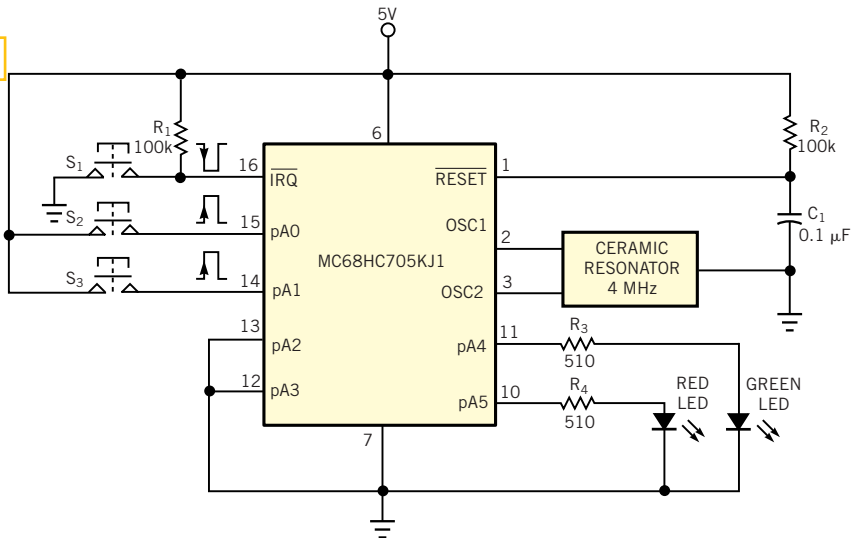 5V
R1
100k
R2
100k
6
S1
16
IRQ
RESET
1
S2
15
pA0
OSC1
2
C1
0.1 µF
MC68HC705KJ1
CERAMIC
RESONATOR
4 MHz
S3
14
pA1
OSC2
3
13
pA2
pA4
11
R3
510
12
pA3
pA5
10
R4
510
RED
LED
GREEN
LED
7